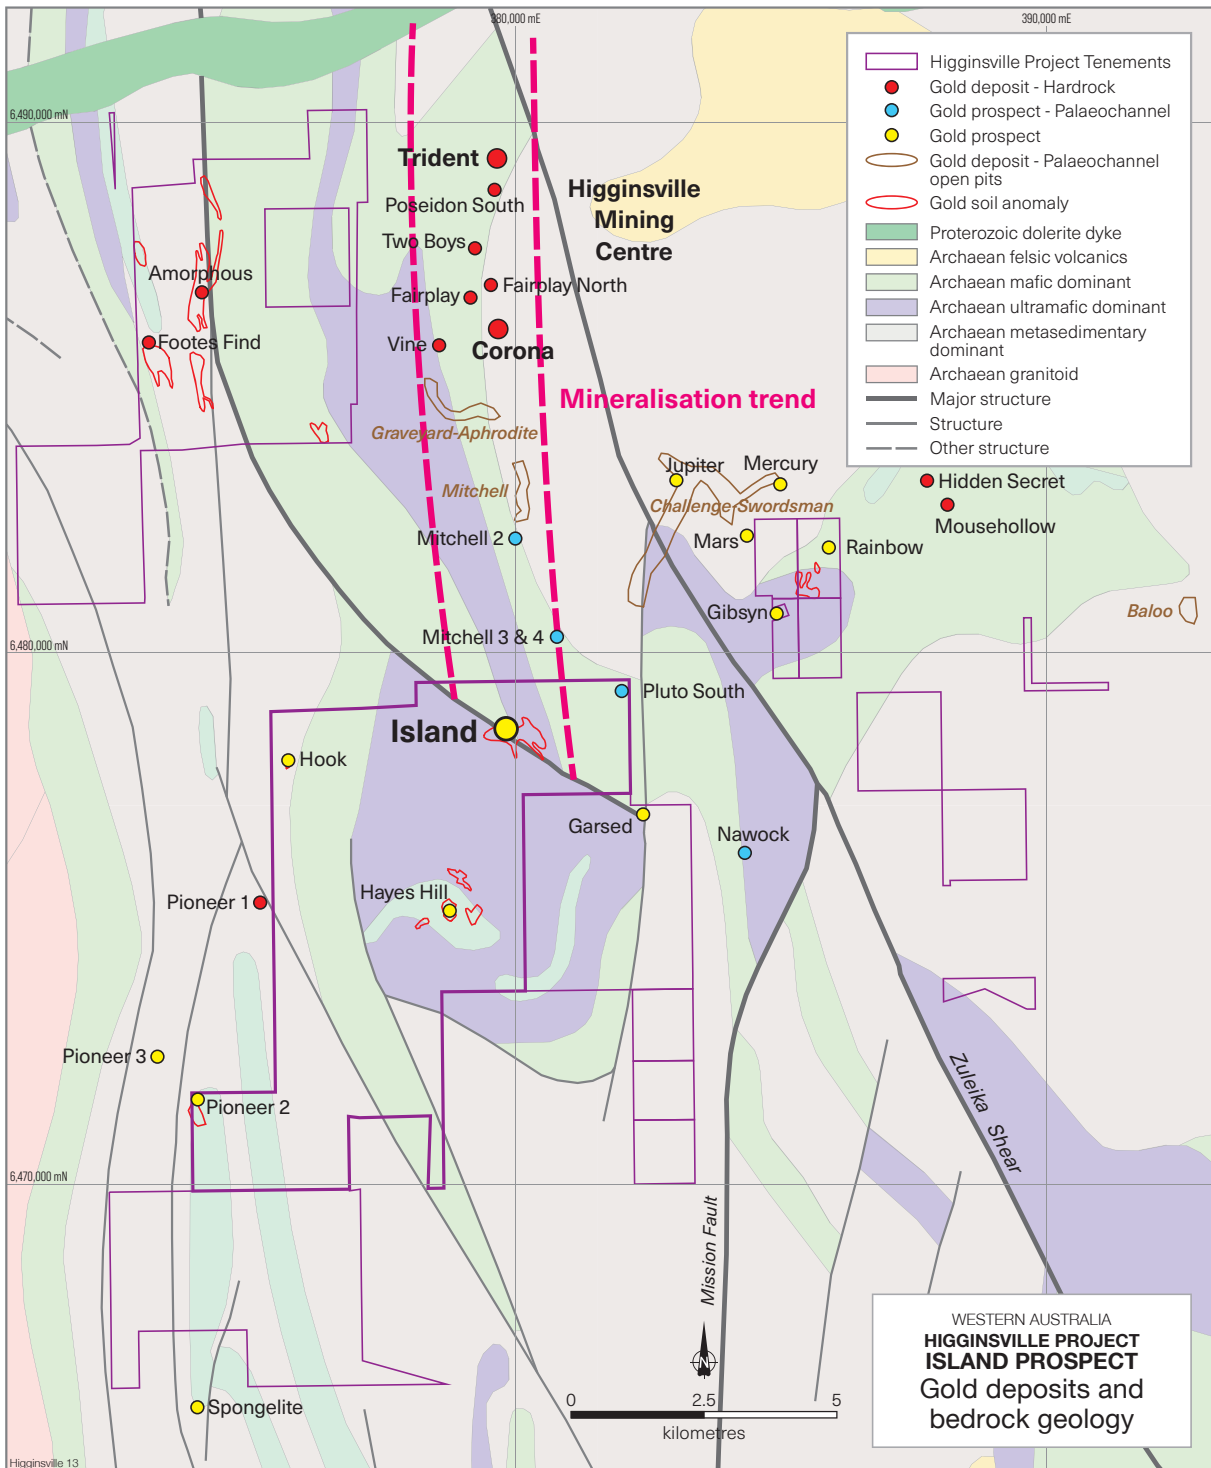 380,000 mE
390,000 mE
6,490,000 mN
6,480,000 mN
6,470,000 mN
Higginsville Project Tenements
Gold deposit - Hardrock
Gold prospect - Palaeochannel
Gold prospect
Gold deposit - Palaeochannel
open pits
Gold soil anomaly
Proterozoic dolerite dyke
Archaean felsic volcanics
Archaean mafic dominant
Archaean ultramafic dominant
Archaean metasedimentary
dominant
Archaean granitoid
Major structure
Structure
Other structure
Trident
Poseidon South
Two Boys
Fairplay North
Fairplay
Vine
Corona
Higginsville
Mining
Centre
Amorphous
Footes Find
Mineralisation trend
Graveyard-Aphrodite
Mitchell
Mitchell 2
Mitchell 3 & 4
Jupiter
Mercury
Challenge-Swordsman
Mars
Rainbow
Hidden Secret
Mousehollow
Gibsyn
Baloo
Pluto South
Island
Hook
Garsed
Nawock
Hayes Hill
Pioneer 1
Pioneer 3
Pioneer 2
Zuleika Shear
Mission Fault
Spongelite
N
0 2.5 5
kilometres
WESTERN AUSTRALIA
HIGGINSVILLE PROJECT
ISLAND PROSPECT
Gold deposits and
bedrock geology
Higginsville 13